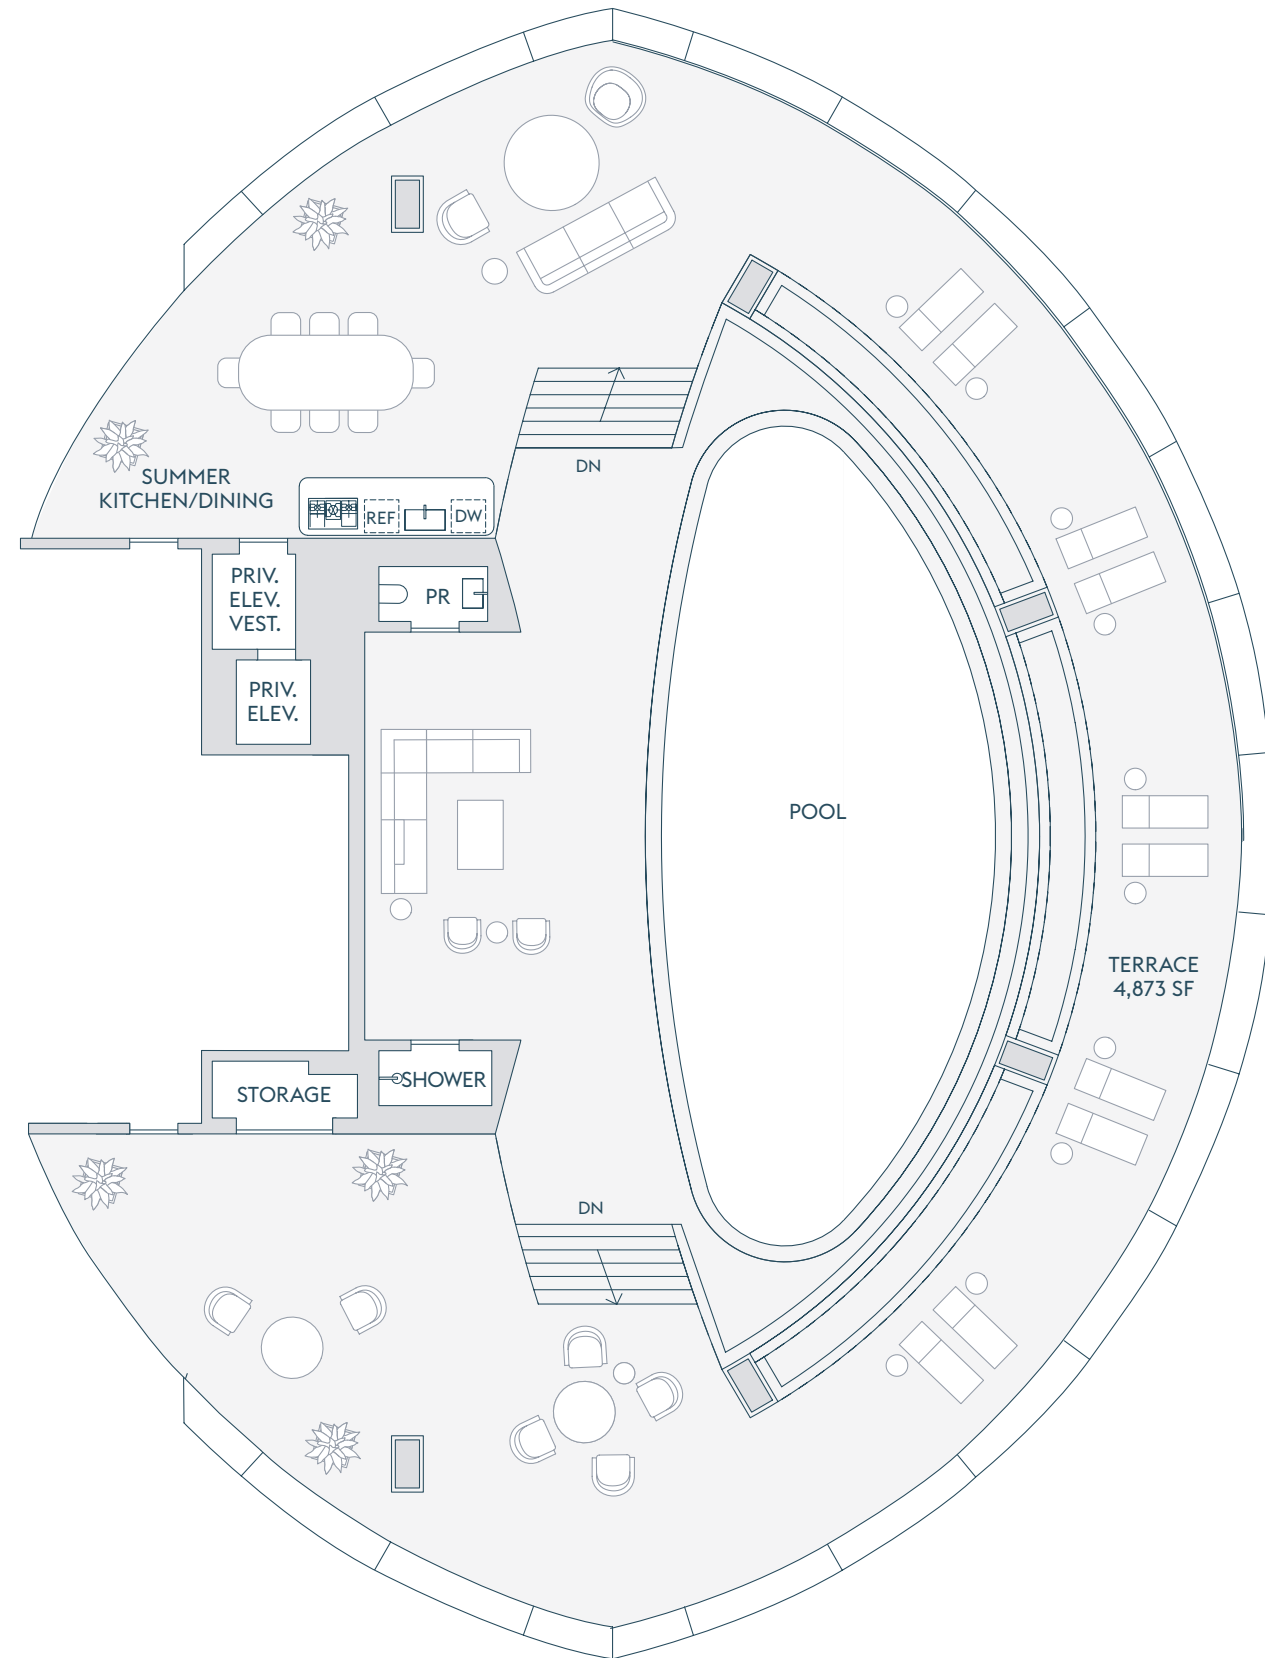 DN
SUMMER
KITCHEN/DINING
REF
DW
PRIV.
ELEV.
VEST.
PR
PRIV.
ELEV.
POOL
TERRACE
4,873 SF
SHOWER
STORAGE
DN